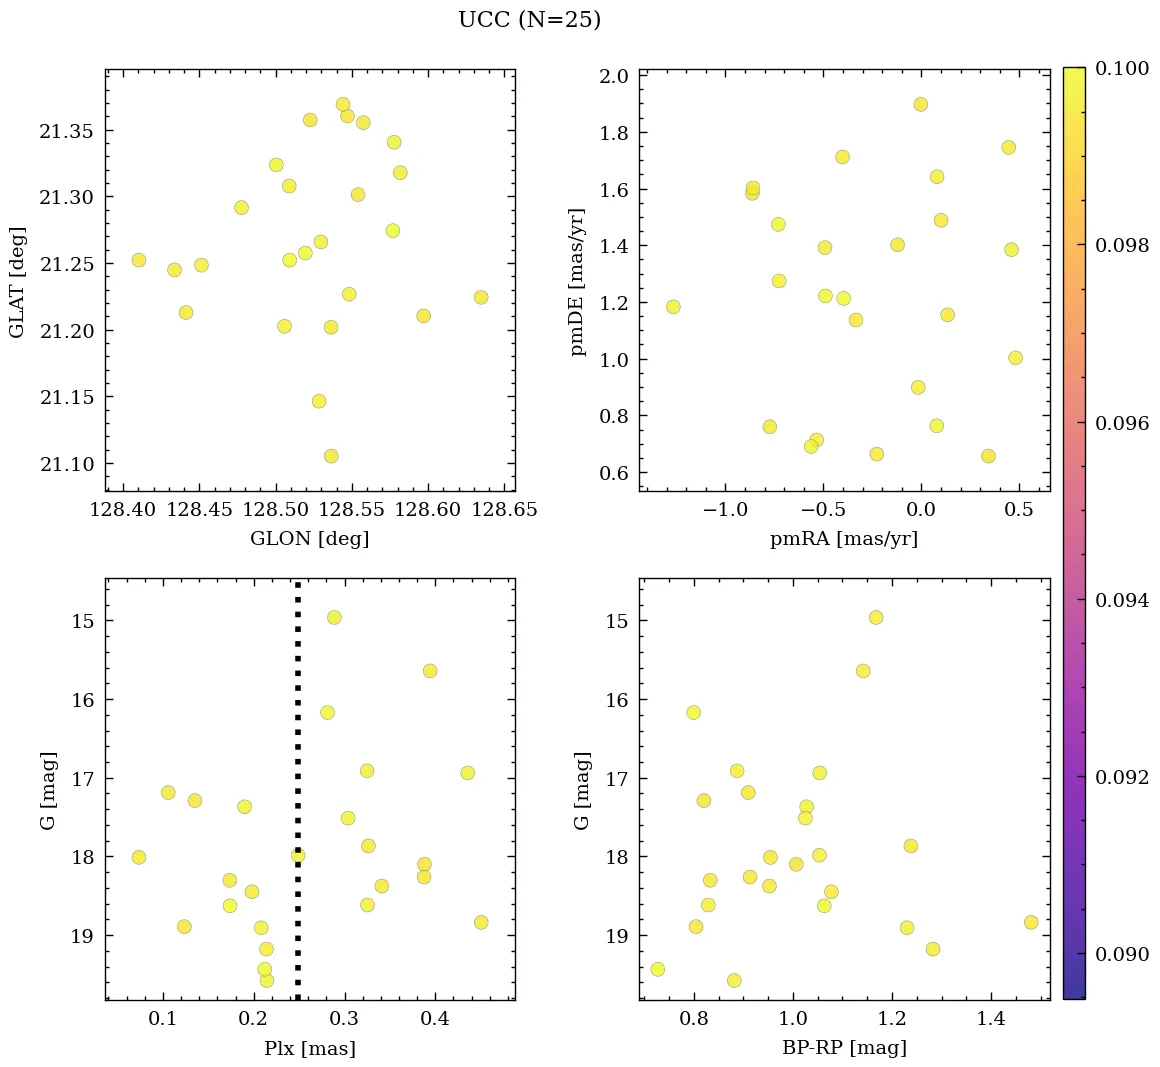 UCC (N=25)
21.35
21.30
21.25
21.20
21.15
21.10
GLAT [deg]
128.40 128.45 128.50 128.55 128.60 128.65
GLON [deg]
2.0
1.8
1.6
1.4
1.2
1.0
0.8
0.6
pmDE [mas/yr]
−1.0 −0.5 0.0 0.5
pmRA [mas/yr]
0.100
0.098
0.096
0.094
0.092
0.090
15
16
17
18
19
G [mag]
0.1 0.2 0.3 0.4
Plx [mas]
15
16
17
18
19
G [mag]
0.8 1.0 1.2 1.4
BP-RP [mag]